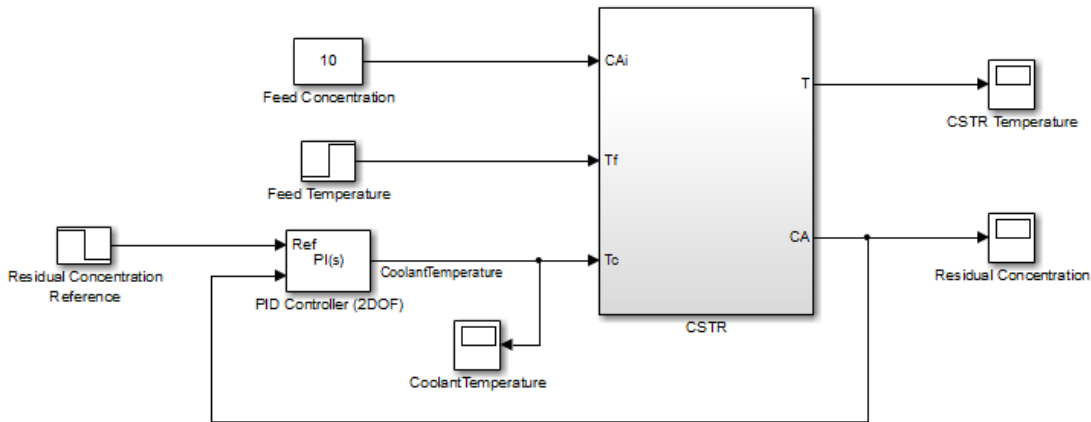 10
Feed Concentration
CAi
T
CSTR Temperature
Tf
Feed Temperature
Ref
PI(s)
CoolantTemperature
Tc
CA
Residual Concentration
Reference
PID Controller (2DOF)
Residual Concentration
CSTR
CoolantTemperature